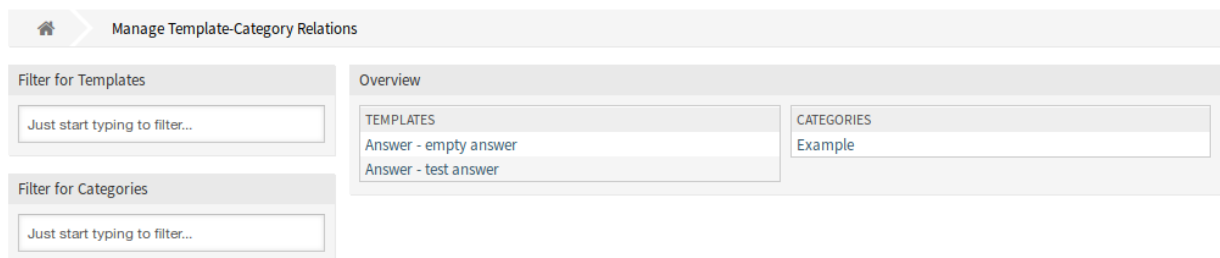 Manage Template-Category Relations
Filter for Templates
Just start typing to filter...
Filter for Categories
Just start typing to filter...
Overview
TEMPLATES
Answer - empty answer
Answer - test answer
CATEGORIES
Example